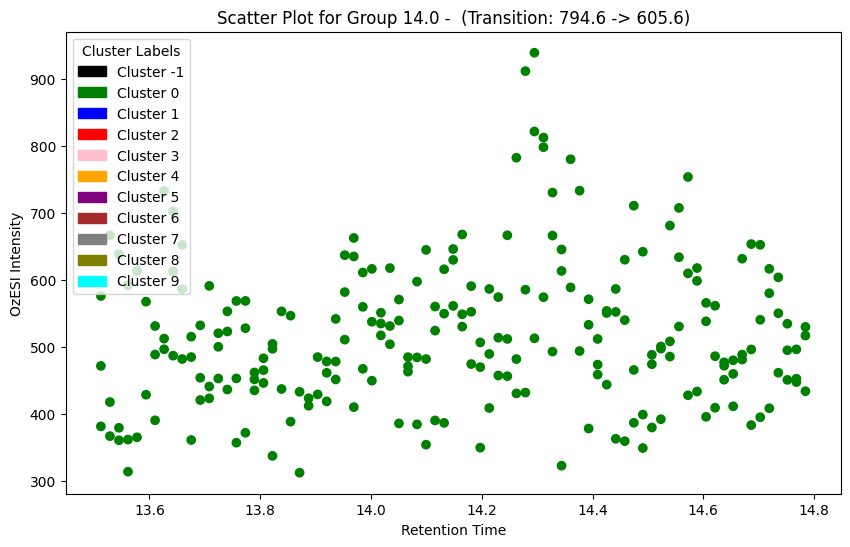 Scatter Plot for Group 14.0 -  (Transition: 794.6 -> 605.6)
Cluster Labels
Cluster -1
Cluster 0
Cluster 1
Cluster 2
Cluster 3
Cluster 4
Cluster 5
Cluster 6
Cluster 7
Cluster 8
Cluster 9
OzESI Intensity
900
800
700
600
500
400
300
13.6 13.8 14.0 14.2 14.4 14.6 14.8
Retention Time